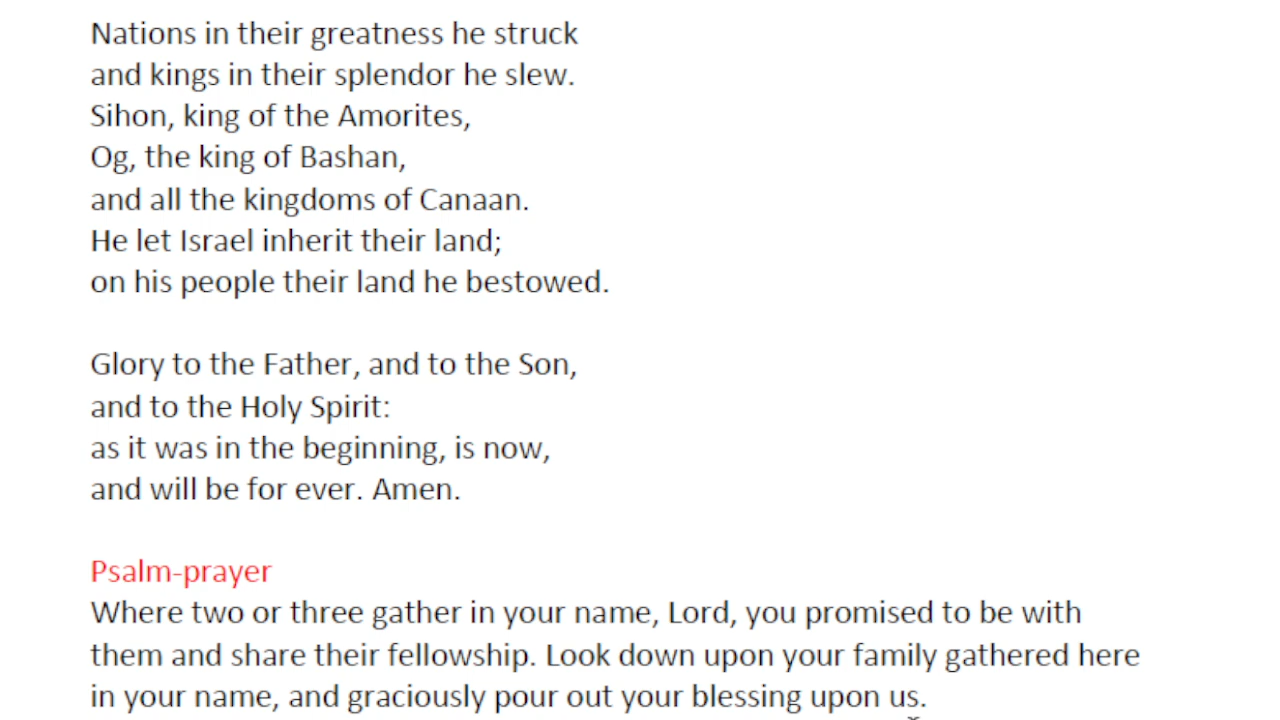 Nations in their greatness he struck
and kings in their splendor he slew.
Sihon, king of the Amorites,
Og, the king of Bashan,
and all the kingdoms of Canaan.
He let Israel inherit their land;
on his people their land he bestowed.
Glory to the Father, and to the Son,
and to the Holy Spirit:
as it was in the beginning, is now,
and will be for ever. Amen.
Psalm-prayer
Where two or three gather in your name, Lord, you promised to be with
them and share their fellowship. Look down upon your family gathered here
in your name, and graciously pour out your blessing upon us.